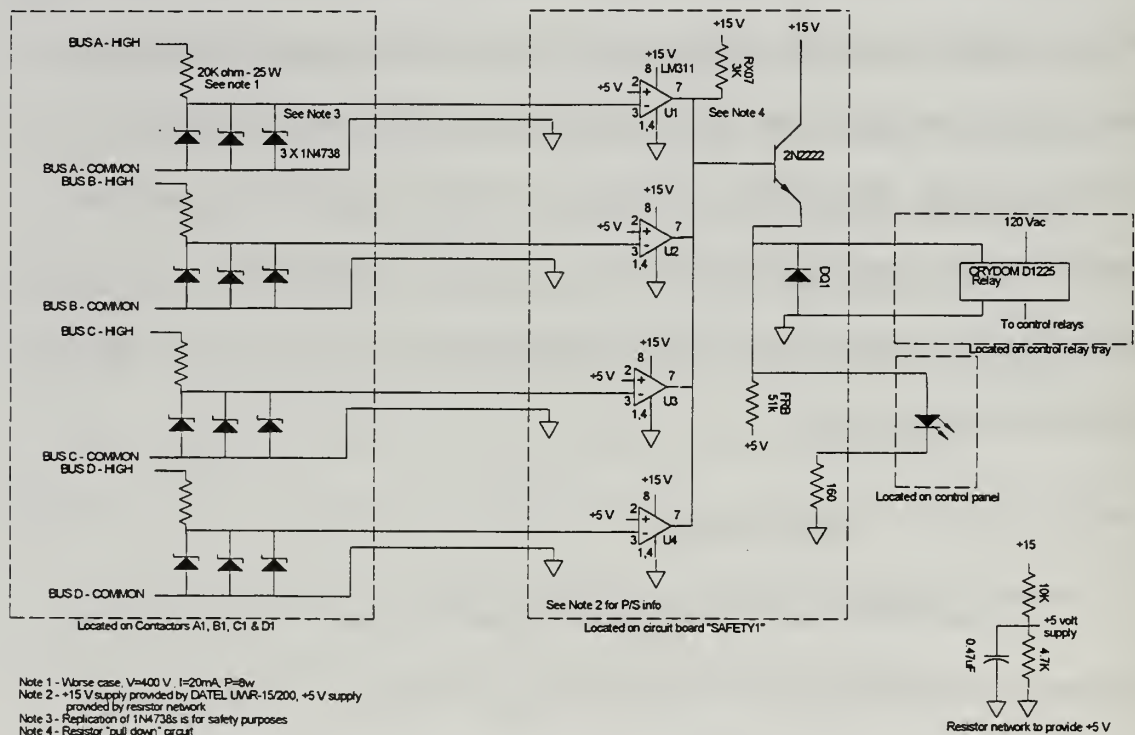 BUS A - HIGH
20K ohm - 25 W
See note 1
See Note 3
3 X 1N4738
BUS A - COMMON
BUS B - HIGH
BUS B - COMMON
BUS C - HIGH
BUS C - COMMON
BUS D - HIGH
BUS D - COMMON
Located on Contactors A1, B1, C1 & D1
+15 V
8
LM311
2
+5 V
+
-
3
7
1,4
U1
+15 V
RX07
3K
See Note 4
+15 V
2N2222
+15 V
8
2
+5 V
+
-
3
7
1,4
U2
+15 V
8
2
+5 V
+
-
3
7
1,4
U3
+15 V
8
2
+5 V
+
-
3
7
1,4
U4
DQ1
FRB
51k
+5 V
160
See Note 2 for P/S info
Located on circuit board "SAFETY1"
120 Vac
CRYDOM D1225
Relay
To control relays
Located on control relay tray
Located on control panel
+15
10K
+5 volt
supply
4.7K
0.47uF
Resistor network to provide +5 V
Note 1 - Worse case, V=400 V, I=20mA, P=8w
Note 2 - +15 V supply provided by DATEL UWR-15/200, +5 V supply
provided by resistor network
Note 3 - Replication of 1N4738s is for safety purposes
Note 4 - Resistor "pull down" circuit